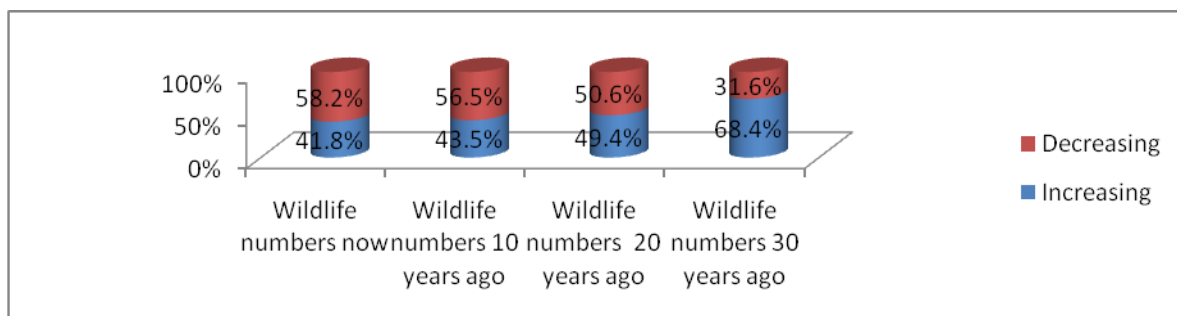 100%
50%
0%
58.2%
41.8%
56.5%
43.5%
50.6%
49.4%
31.6%
68.4%
Wildlife
numbers now
Wildlife
numbers 10
years ago
Wildlife
numbers 20
years ago
Wildlife
numbers 30
years ago
Decreasing
Increasing